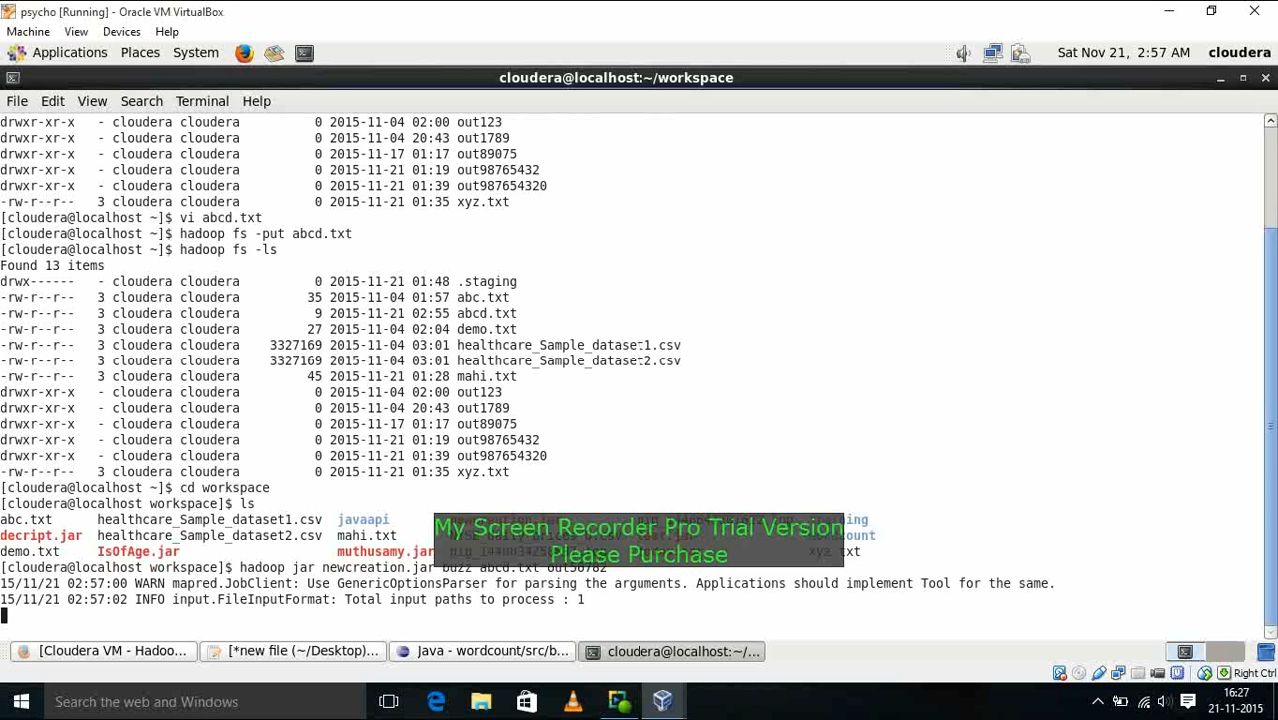 psycho [Running] - Oracle VM VirtualBox
Machine View Devices Help
Applications Places System Sat Nov 21, 2:57 AM cloudera
cloudera@localhost:~/workspace
File Edit View Search Terminal Help
drwxr-xr-x - cloudera cloudera 0 2015-11-04 02:00 out123
drwxr-xr-x - cloudera cloudera 0 2015-11-04 20:43 out1789
drwxr-xr-x - cloudera cloudera 0 2015-11-17 01:17 out89075
drwxr-xr-x - cloudera cloudera 0 2015-11-21 01:19 out98765432
drwxr-xr-x - cloudera cloudera 0 2015-11-21 01:39 out987654320
-rw-r--r-- 3 cloudera cloudera 0 2015-11-21 01:35 xyz.txt
[cloudera@localhost ~]$ vi abcd.txt
[cloudera@localhost ~]$ hadoop fs -put abcd.txt
[cloudera@localhost ~]$ hadoop fs -ls
Found 13 items
drwx------ - cloudera cloudera 0 2015-11-21 01:48 .staging
-rw-r--r-- 3 cloudera cloudera 35 2015-11-04 01:57 abc.txt
-rw-r--r-- 3 cloudera cloudera 9 2015-11-21 02:55 abcd.txt
-rw-r--r-- 3 cloudera cloudera 27 2015-11-04 02:04 demo.txt
-rw-r--r-- 3 cloudera cloudera 3327169 2015-11-04 03:01 healthcare_Sample_dataset1.csv
-rw-r--r-- 3 cloudera cloudera 3327169 2015-11-04 03:01 healthcare_Sample_dataset2.csv
-rw-r--r-- 3 cloudera cloudera 45 2015-11-21 01:28 mahi.txt
drwxr-xr-x - cloudera cloudera 0 2015-11-04 02:00 out123
drwxr-xr-x - cloudera cloudera 0 2015-11-04 20:43 out1789
drwxr-xr-x - cloudera cloudera 0 2015-11-17 01:17 out89075
drwxr-xr-x - cloudera cloudera 0 2015-11-21 01:19 out98765432
drwxr-xr-x - cloudera cloudera 0 2015-11-21 01:39 out987654320
-rw-r--r-- 3 cloudera cloudera 0 2015-11-21 01:35 xyz.txt
[cloudera@localhost ~]$ cd workspace
[cloudera@localhost workspace]$ ls
abc.txt healthcare_Sample_dataset1.csv javaapi
decript.jar healthcare_Sample_dataset2.csv mahi.txt
demo.txt IsOfAge.jar muthusamy.jar xyz.txt
My Screen Recorder Pro Trial Version
Please Purchase
[cloudera@localhost workspace]$ hadoop jar newcreation.jar buzz abcd.txt out56782
15/11/21 02:57:00 WARN mapred.JobClient: Use GenericOptionsParser for parsing the arguments. Applications should implement Tool for the same.
15/11/21 02:57:02 INFO input.FileInputFormat: Total input paths to process : 1
[Cloudera VM - Hadoo... [*new file (~/Desktop)... Java - wordcount/src/b... cloudera@localhost:~/...
Right Ctrl
Search the web and Windows
16:27
21-11-2015